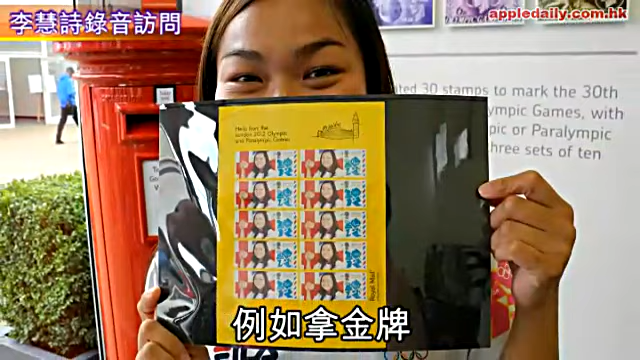 李慧詩錄音訪問
appledaily.com.hk
ted 30 stamps to mark the 30th
ympic Games, with
pic or Paralympic
three sets of ten
Hello from the
London 2012 Olympic
and Paralympic Games
Royal Mail
例如拿金牌
FILA